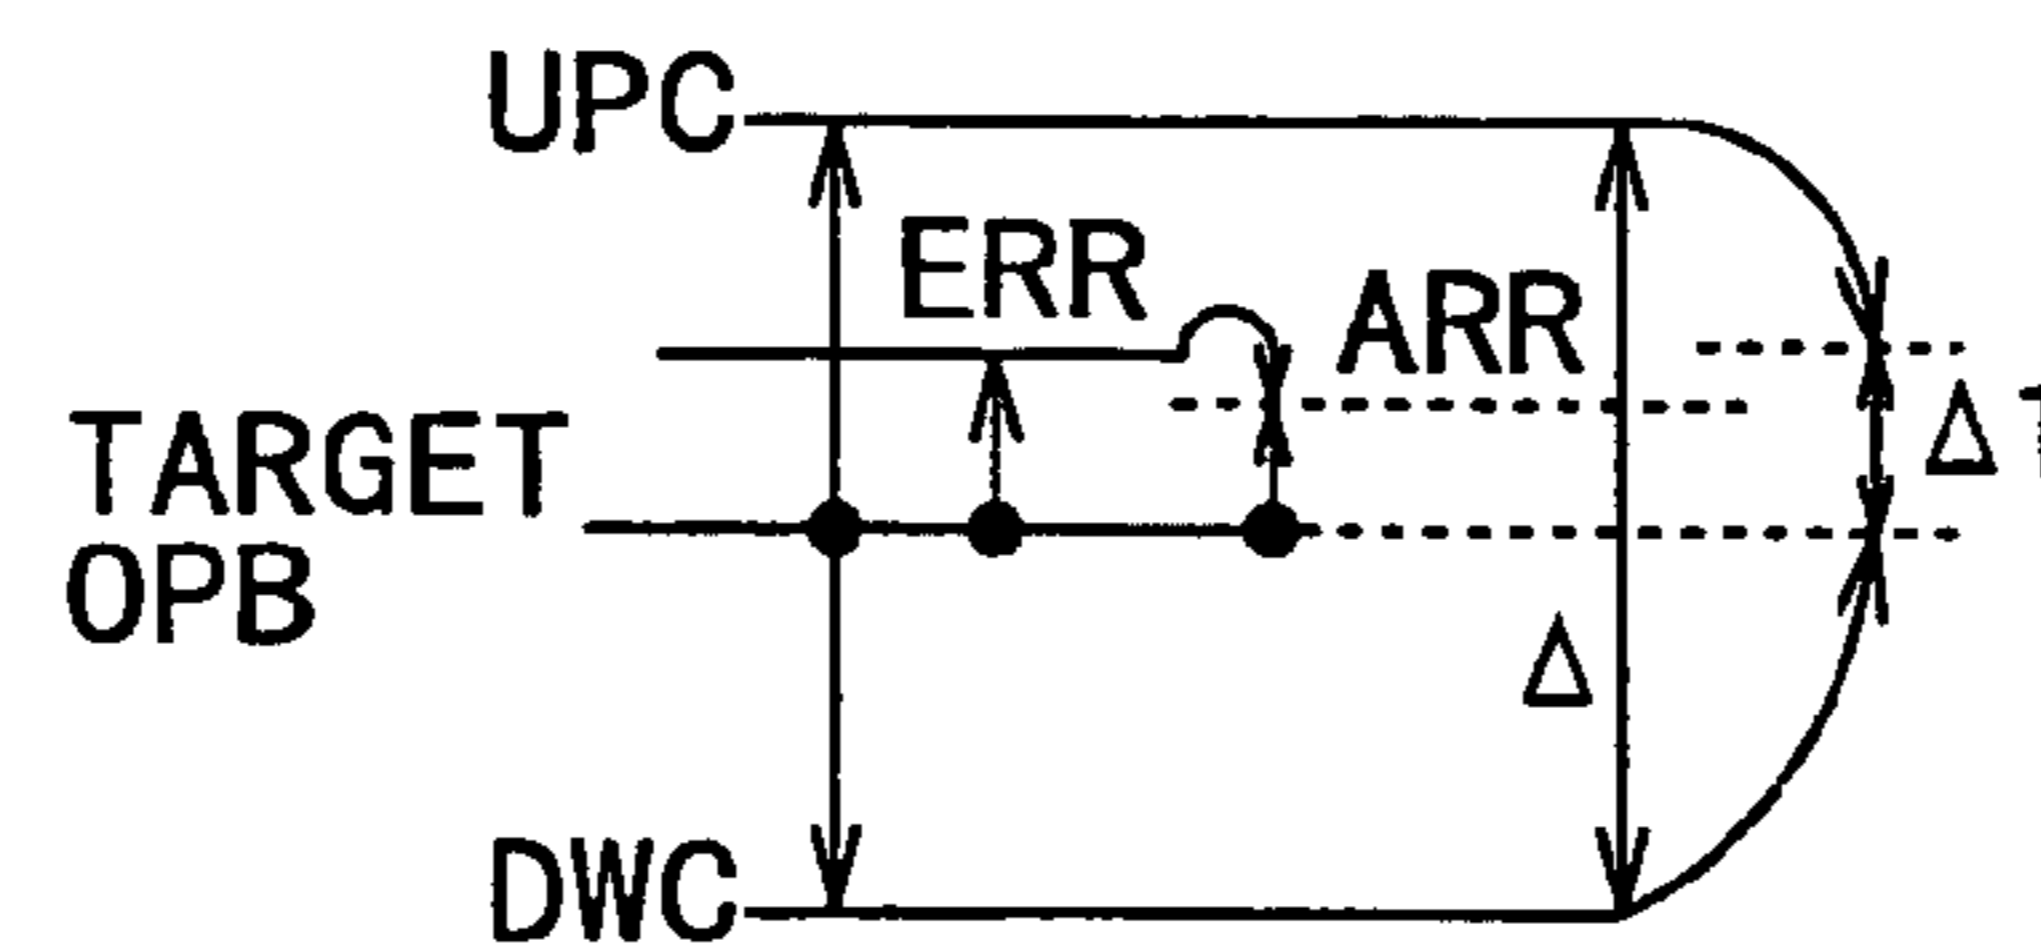 UPC
ERR
ARR
TARGET
OPB
Δ
Δ
DWC